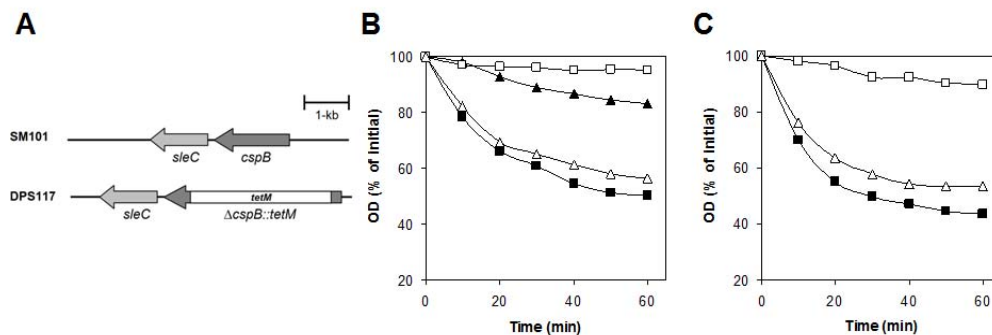 A
1-kb
SM101
sleC
cspB
DPS117
tetM
sleC
ΔcspB::tetM
B
OD (% of Initial)
100
80
60
40
20
0
20
40
60
Time (min)
C
OD (% of Initial)
100
80
60
40
20
0
20
40
60
Time (min)